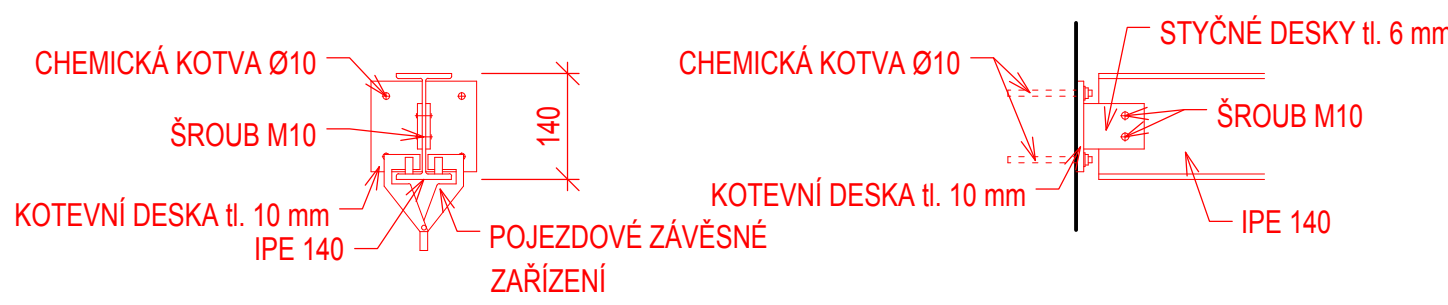 CHEMICKÁ KOTVA Ø10
ŠROUB M10
140
KOTEVNÍ DESKA tl. 10 mm
IPE 140
POJEZDOVÉ ZÁVĚSNÉ
ZAŘÍZENÍ
STYČNÉ DESKY tl. 6 mm
CHEMICKÁ KOTVA Ø10
ŠROUB M10
KOTEVNÍ DESKA tl. 10 mm
IPE 140